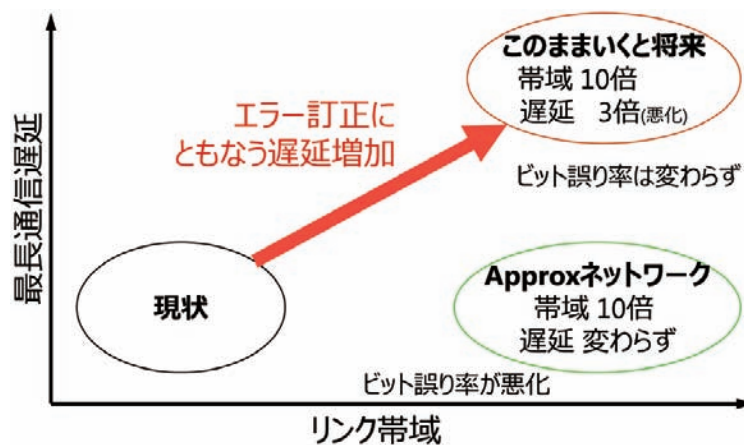 最長通信遅延
このままいくと将来
帯域 10倍
遅延 3倍(悪化)
エラー訂正に
ともなう遅延増加
ビット誤り率は変わらず
現状
Approxネットワーク
帯域 10倍
遅延 変わらず
ビット誤り率が悪化
リンク帯域